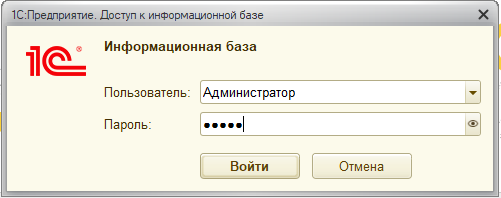 1С:Предприятие. Доступ к информационной базе
1С®
Информационная база
Пользователь: Администратор
Пароль: ●●●●●
Войти Отмена